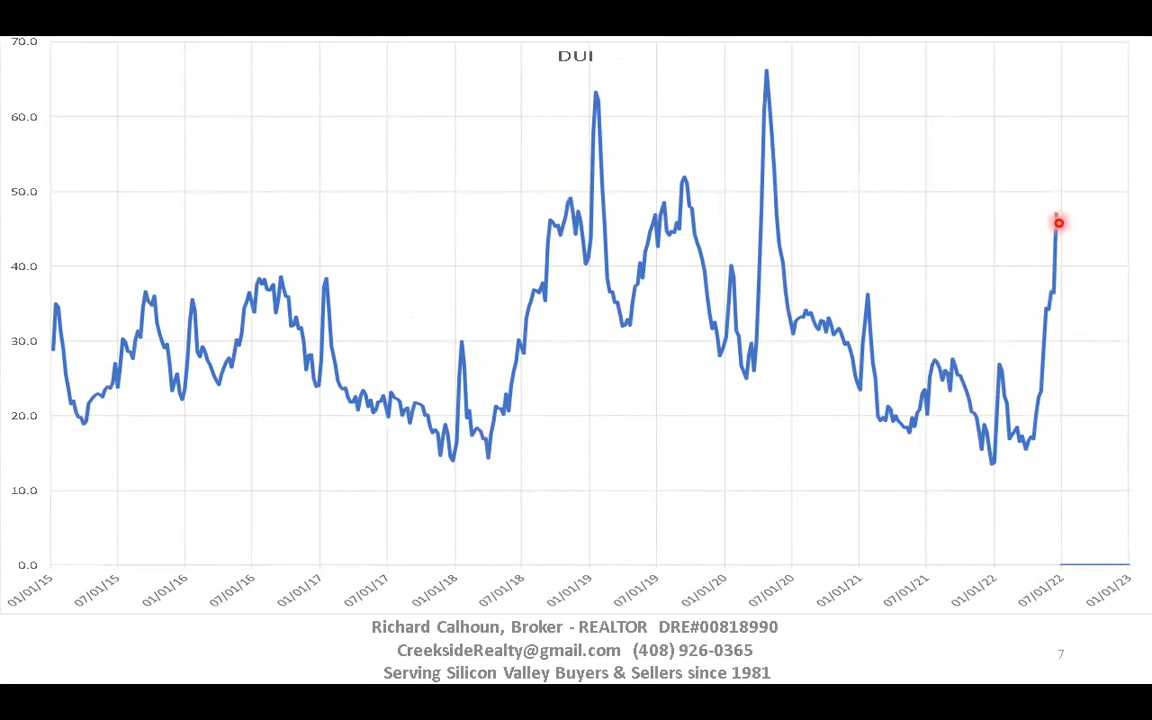 DUI
70.0
60.0
50.0
40.0
30.0
20.0
10.0
0.0
01/01/15 07/01/15 01/01/16 07/01/16 01/01/17 07/01/17 01/01/18 07/01/18 01/01/19 07/01/19 01/01/20 07/01/20 01/01/21 07/01/21 01/01/22 07/01/22 01/01/23
Richard Calhoun, Broker - REALTOR DRE#00818990
CreeksideRealty@gmail.com (408) 926-0365
7
Serving Silicon Valley Buyers & Sellers since 1981